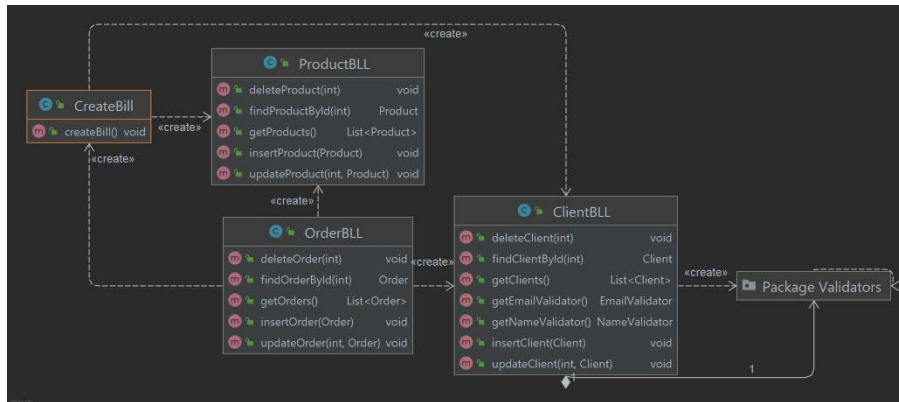 «create»
ProductBLL
deleteProduct(int) void
findProductById(int) Product
getProducts() List<Product>
insertProduct(Product) void
updateProduct(int, Product) void
CreateBill
createBill() void
«create»
«create»
«create»
OrderBLL
deleteOrder(int) void
findOrderById(int) Order
getOrders() List<Order>
insertOrder(Order) void
updateOrder(int, Order) void
«create»
ClientBLL
deleteClient(int) void
findClientById(int) Client
getClients() List<Client>
getEmailValidator() EmailValidator
getNameValidator() NameValidator
insertClient(Client) void
updateClient(int, Client) void
«create»
Package Validators
1
1